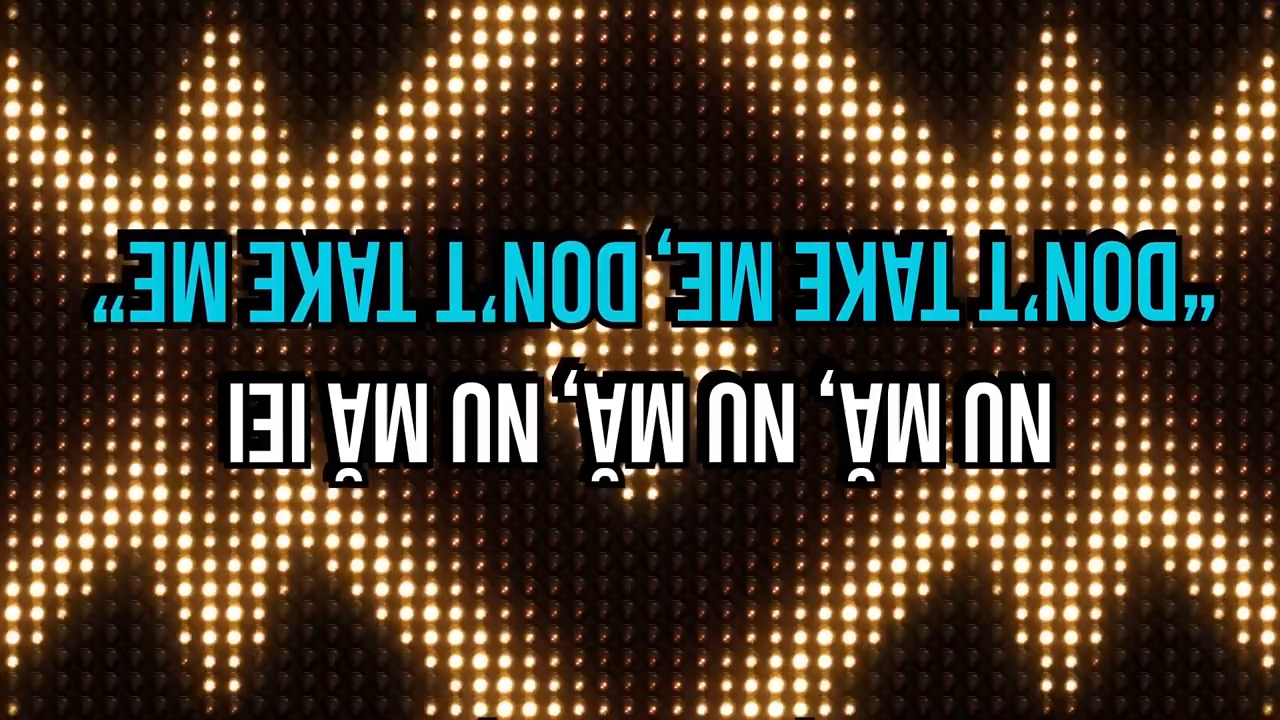 NU MĂ, NU MĂ, NU MĂ IEI
“DON’T TAKE ME, DON’T TAKE ME”